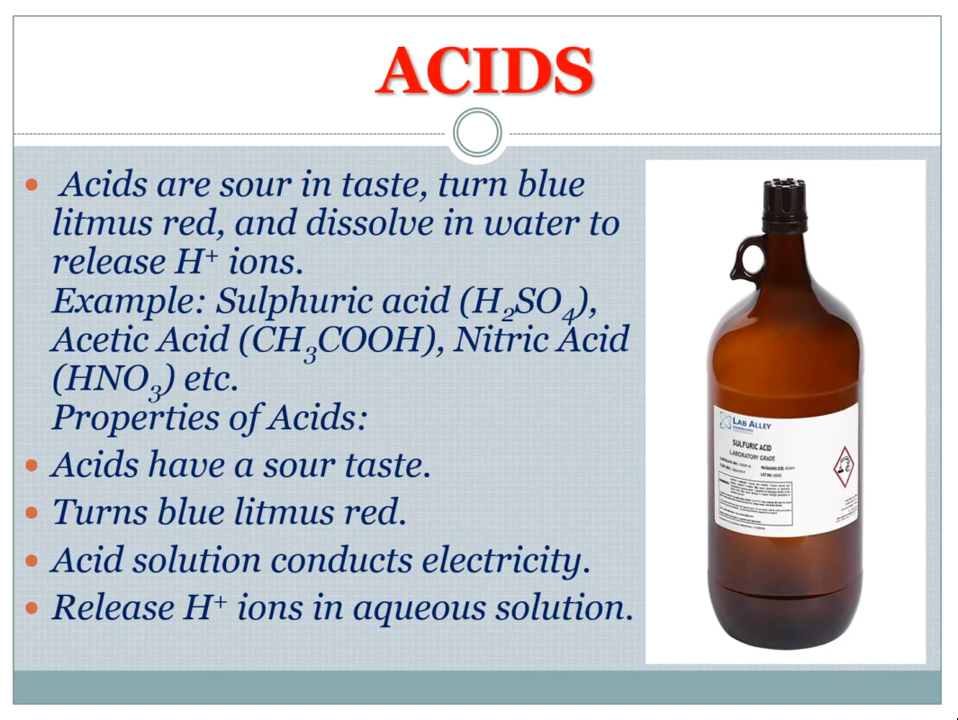 ACIDS
• Acids are sour in taste, turn blue
litmus red, and dissolve in water to
release H⁺ ions.
Example: Sulphuric acid (H₂SO₄),
Acetic Acid (CH₃COOH), Nitric Acid
(HNO₃) etc.
Properties of Acids:
• Acids have a sour taste.
• Turns blue litmus red.
• Acid solution conducts electricity.
• Release H⁺ ions in aqueous solution.
LAB ALLEY
SULFURIC ACID
LABORATORY GRADE